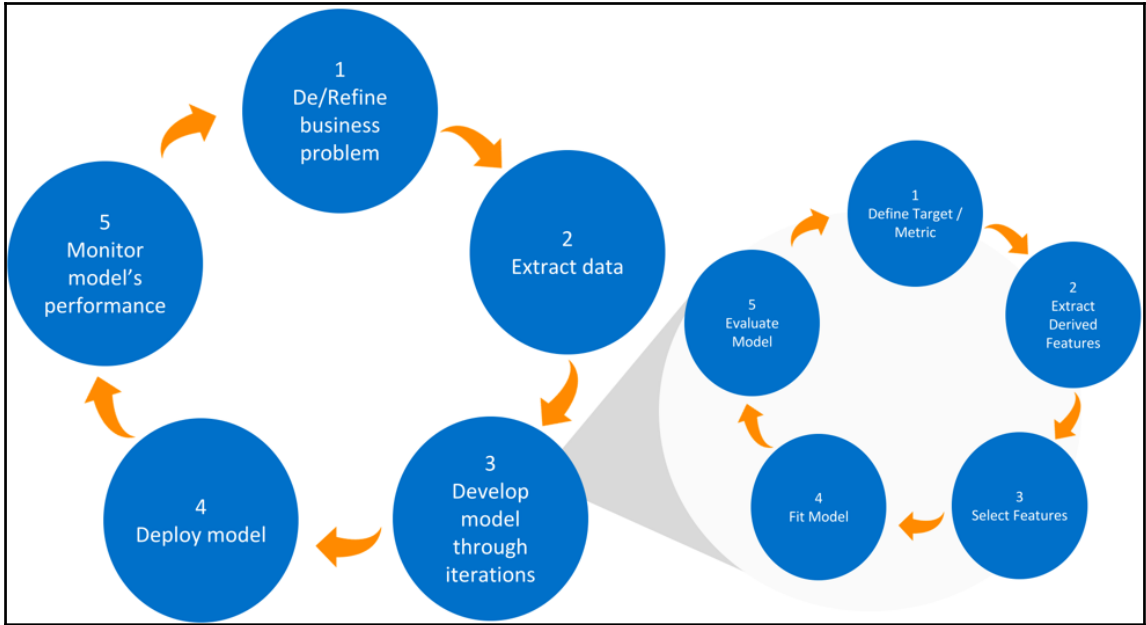 1
De/Refine
business
problem
2
Extract data
3
Develop
model
through
iterations
4
Deploy model
5
Monitor
model’s
performance
1
Define Target /
Metric
2
Extract
Derived
Features
3
Select Features
4
Fit Model
5
Evaluate
Model